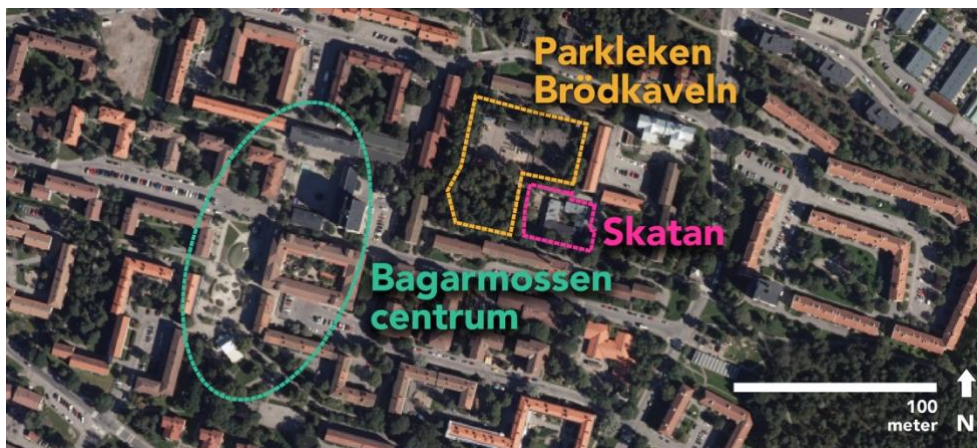 Parkleken
Brödkaveln
Skatan
Bagarmossen
centrum
100
meter
N